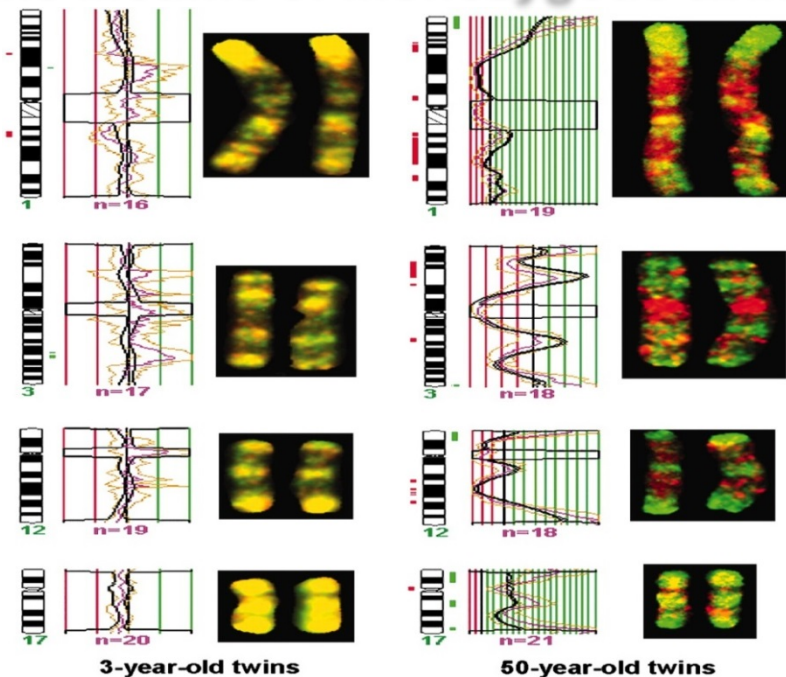 1 n=16 1 n=19
3 n=17 3 n=18
12 n=19 12 n=18
17 n=20 17 n=21
3-year-old twins 50-year-old twins